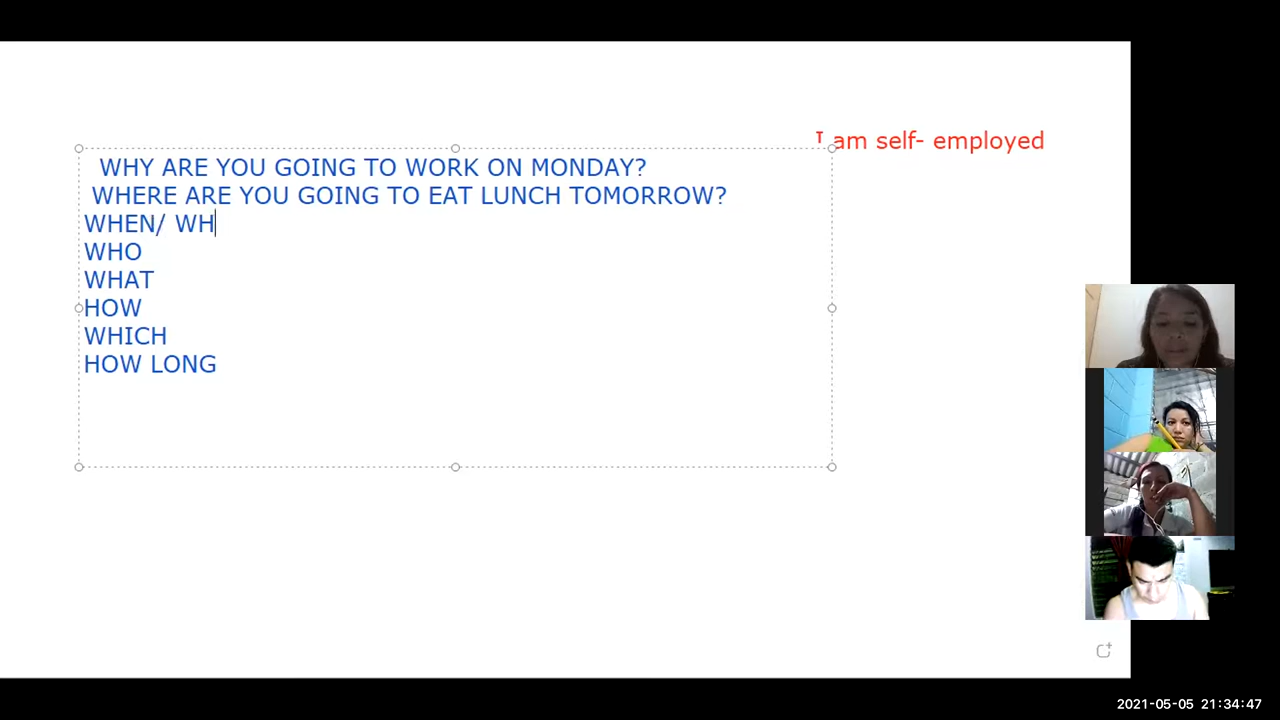 I am self- employed
WHY ARE YOU GOING TO WORK ON MONDAY?
WHERE ARE YOU GOING TO EAT LUNCH TOMORROW?
WHEN/ WH
WHO
WHAT
HOW
WHICH
HOW LONG
2021-05-05 21:34:47